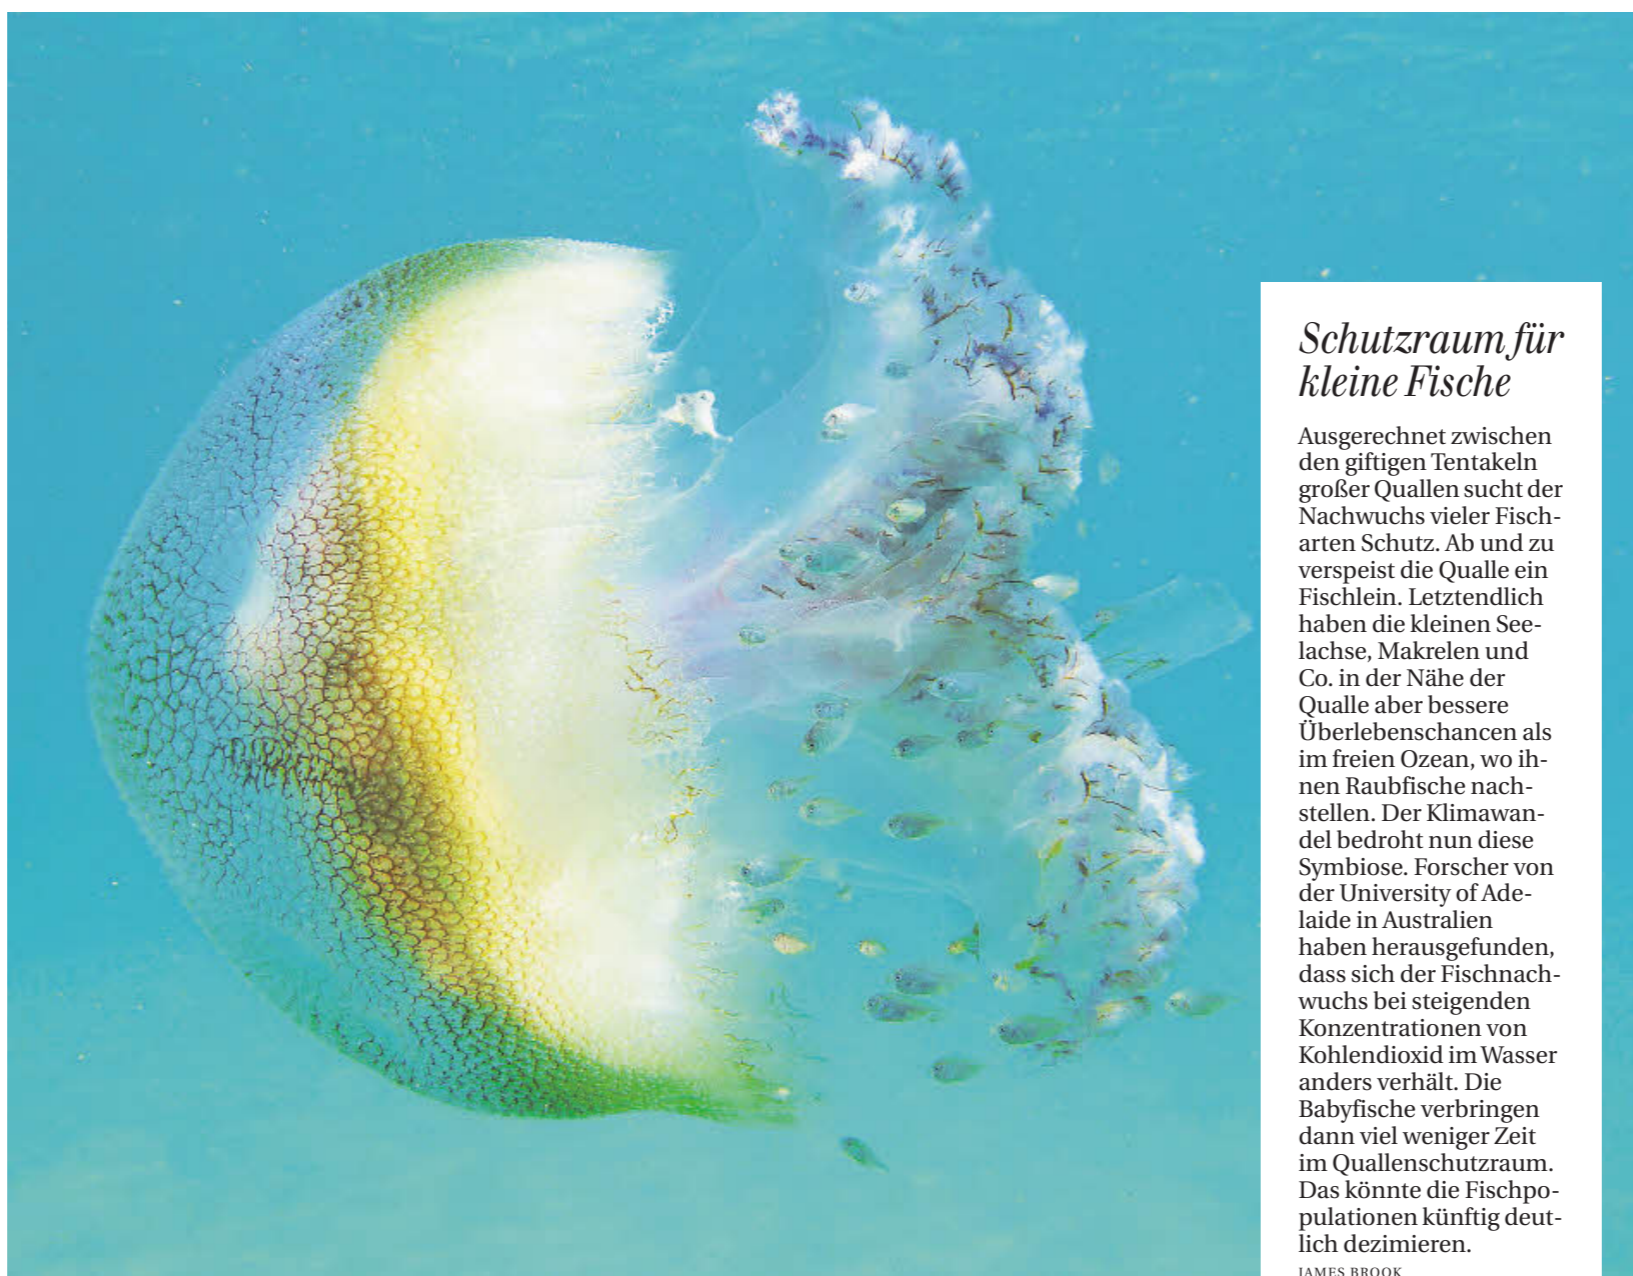 Schutzraum für
kleine Fische
Ausgerechnet zwischen
den giftigen Tentakeln
großer Quallen sucht der
Nachwuchs vieler Fisch-
arten Schutz. Ab und zu
verspeist die Qualle ein
Fischlein. Letztendlich
haben die kleinen See-
lachse, Makrelen und
Co. in der Nähe der
Qualle aber bessere
Überlebenschancen als
im freien Ozean, wo ih-
nen Raubfische nach-
stellen. Der Klimawan-
del bedroht nun diese
Symbiose. Forscher von
der University of Ade-
laide in Australien
haben herausgefunden,
dass sich der Fischnach-
wuchs bei steigenden
Konzentrationen von
Kohlendioxid im Wasser
anders verhält. Die
Babyfische verbringen
dann viel weniger Zeit
im Quallenschutzraum.
Das könnte die Fischpo-
pulationen künftig deut-
lich dezimieren.
JAMES BROOK